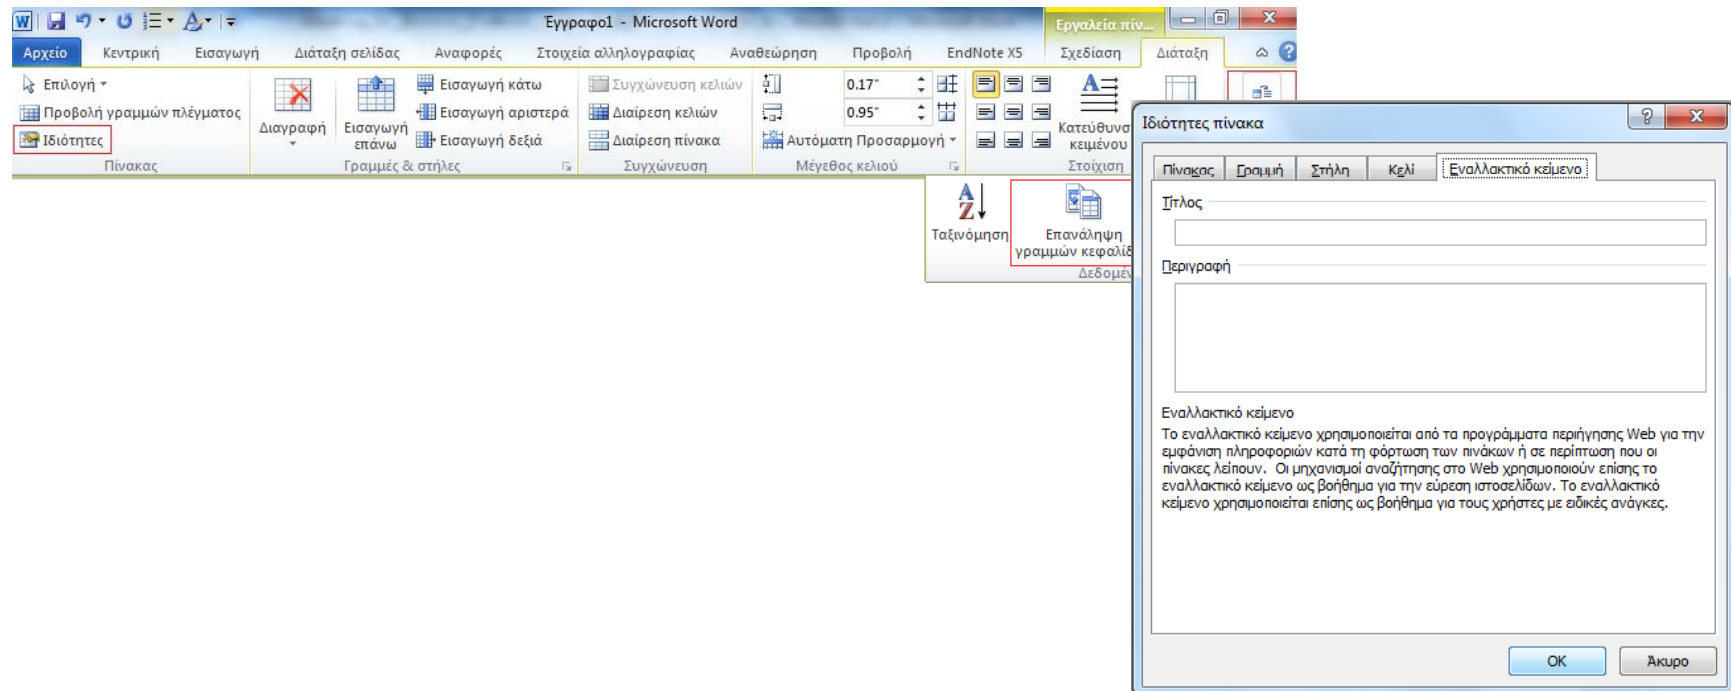 Έγγραφο1 - Microsoft Word
Εργαλεία πίν...
Αρχείο Κεντρική Εισαγωγή Διάταξη σελίδας Αναφορές Στοιχεία αλληλογραφίας Αναθεώρηση Προβολή EndNote X5 Σχεδίαση Διάταξη
Επιλογή
Προβολή γραμμών πλέγματος
Ιδιότητες
Πίνακας
Διαγραφή
Εισαγωγή
επάνω
Εισαγωγή κάτω
Εισαγωγή αριστερά
Εισαγωγή δεξιά
Γραμμές & στήλες
Συγχώνευση κελιών
Διαίρεση κελιών
Διαίρεση πίνακα
Συγχώνευση
0.17"
0.95"
Αυτόματη Προσαρμογή
Μέγεθος κελιού
Κατεύθυνσ
κειμένου
Στοίχιση
Ταξινόμηση
Επανάληψη
γραμμών κεφαλίδ
Δεδομέν
Ιδιότητες πίνακα
Πίνακας Γραμμή Στήλη Κελί Εναλλακτικό κείμενο
Τίτλος
Περιγραφή
Εναλλακτικό κείμενο
Το εναλλακτικό κείμενο χρησιμοποιείται από τα προγράμματα περιήγησης Web για την
εμφάνιση πληροφοριών κατά τη φόρτωση των πινάκων ή σε περίπτωση που οι
πίνακες λείπουν. Οι μηχανισμοί αναζήτησης στο Web χρησιμοποιούν επίσης το
εναλλακτικό κείμενο ως βοήθημα για την εύρεση ιστοσελίδων. Το εναλλακτικό
κείμενο χρησιμοποιείται επίσης ως βοήθημα για τους χρήστες με ειδικές ανάγκες.
OK Άκυρο